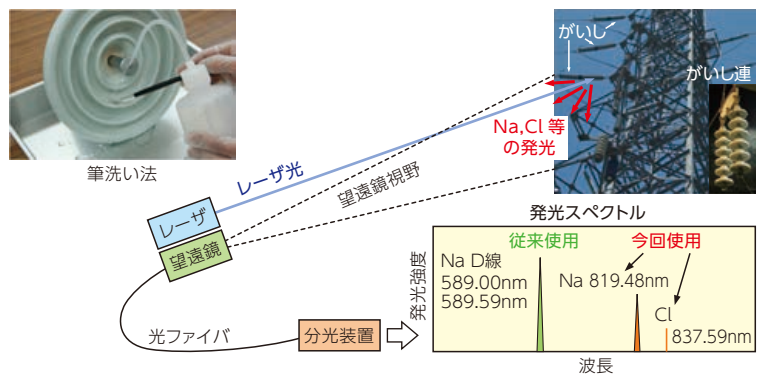 筆洗い法
がいし
がいし連
Na,Cl 等
の発光
レーザ光
望遠鏡視野
レーザ
望遠鏡
光ファイバ
分光装置
発光スペクトル
発光強度
従来使用
今回使用
Na D線
589.00nm
589.59nm
Na 819.48nm
Cl
837.59nm
波長